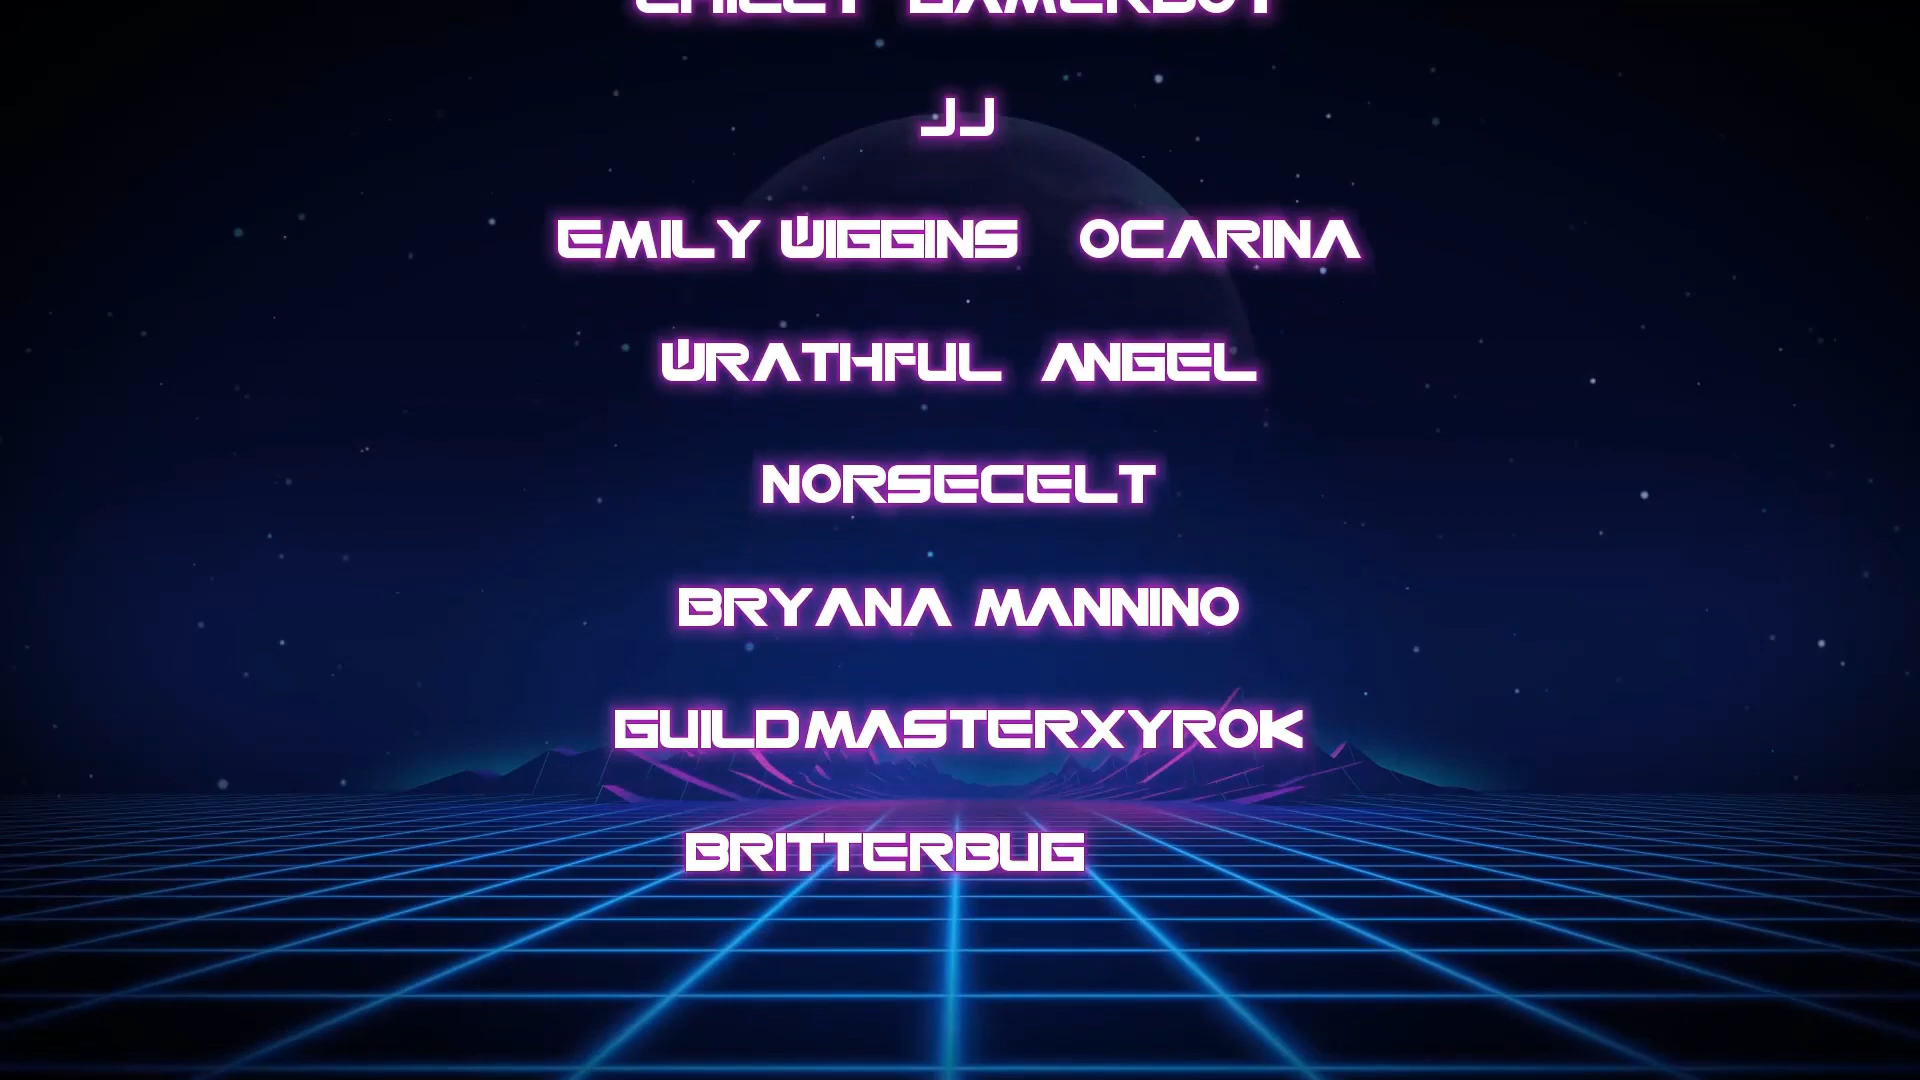 JJ
EMILY WIGGINS OCARINA
WRATHFUL ANGEL
NORSECELT
BRYANA MANNINO
GUILDMASTERXYROK
BRITTERBUG